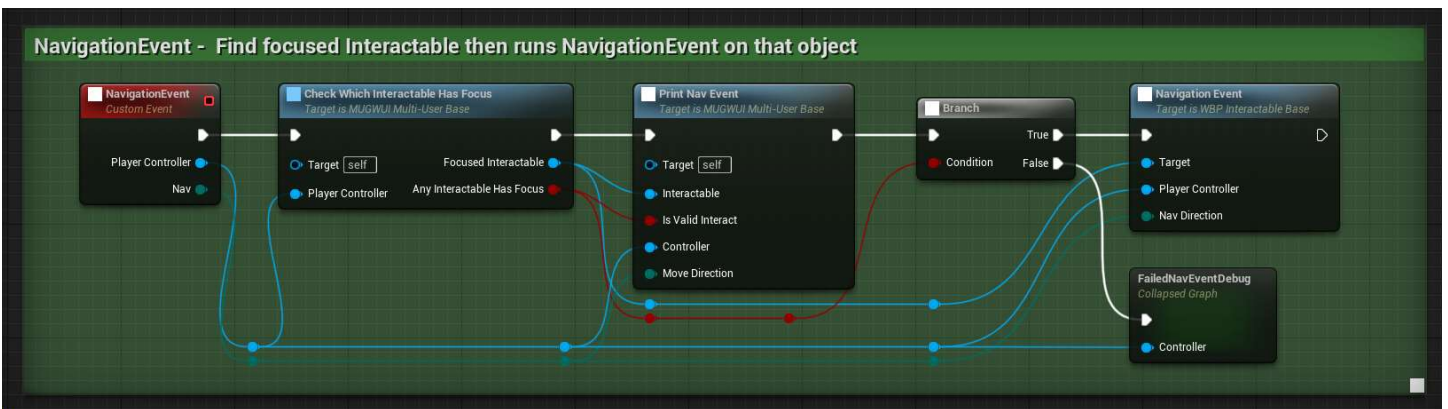 NavigationEvent - Find focused Interactable then runs NavigationEvent on that object
NavigationEvent
Custom Event
Player Controller
Nav
Check Which Interactable Has Focus
Target is MUGWUI Multi-User Base
Target self
Focused Interactable
Player Controller
Any Interactable Has Focus
Print Nav Event
Target is MUGWUI Multi-User Base
Target self
Interactable
Is Valid Interact
Controller
Move Direction
Branch
True
Condition
False
Navigation Event
Target is WBP Interactable Base
Target
Player Controller
Nav Direction
FailedNavEventDebug
Collapsed Graph
Controller